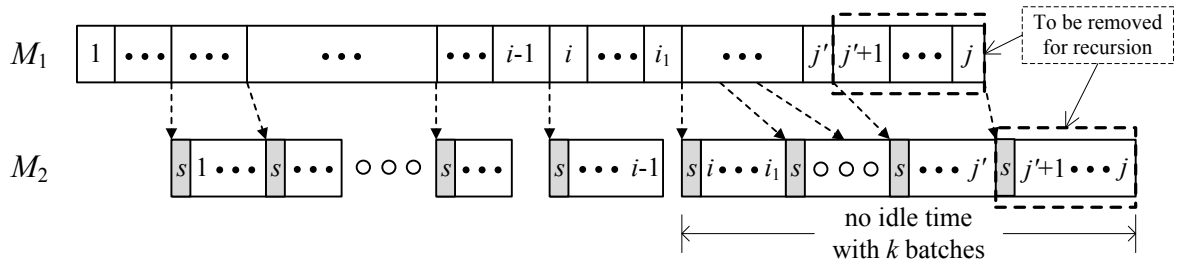 M1 1 ••• ••• ••• ••• i-1 i ••• i1 ••• j′ j′+1 ••• j
To be removed
for recursion
M2 s 1 ••• s ••• ○○○ s ••• s ••• i-1 s i ••• i1 s ○○○ s ••• j′ s j′+1 ••• j
no idle time
with k batches